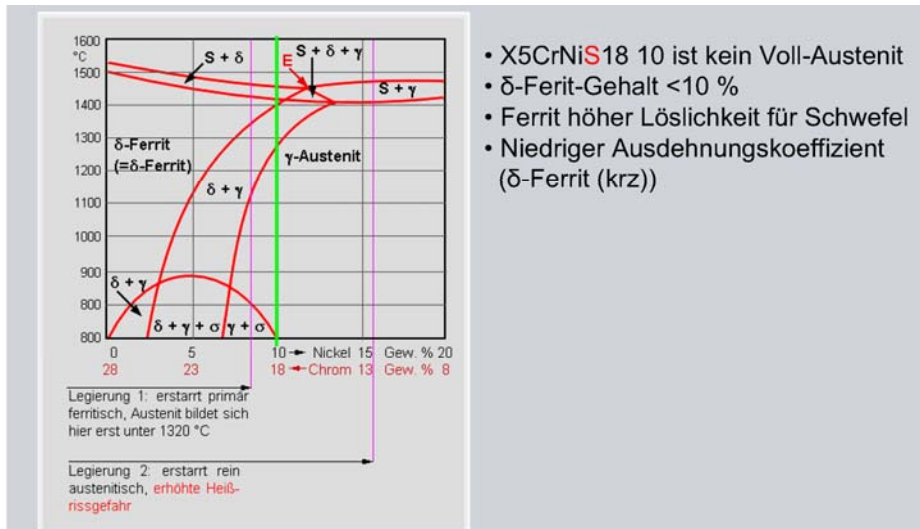 1600
°C
1500
1400
1300
1200
1100
1000
900
800
800
S + δ
E
S + δ + γ
S + γ
δ-Ferrit
(=δ-Ferrit)
γ-Austenit
δ + γ
δ + γ
δ + γ + σ
γ + σ
0 5 10 → Nickel 15 Gew. % 20
28 23 18 ← Chrom 13 Gew. % 8
Legierung 1: erstarrt primär
ferritisch, Austenit bildet sich
hier erst unter 1320 °C
Legierung 2: erstarrt rein
austenitisch, erhöhte Heiß-
rissgefahr
• X5CrNiS18 10 ist kein Voll-Austenit
• δ-Ferit-Gehalt <10 %
• Ferrit höher Löslichkeit für Schwefel
• Niedriger Ausdehnungskoeffizient
(δ-Ferrit (krz))